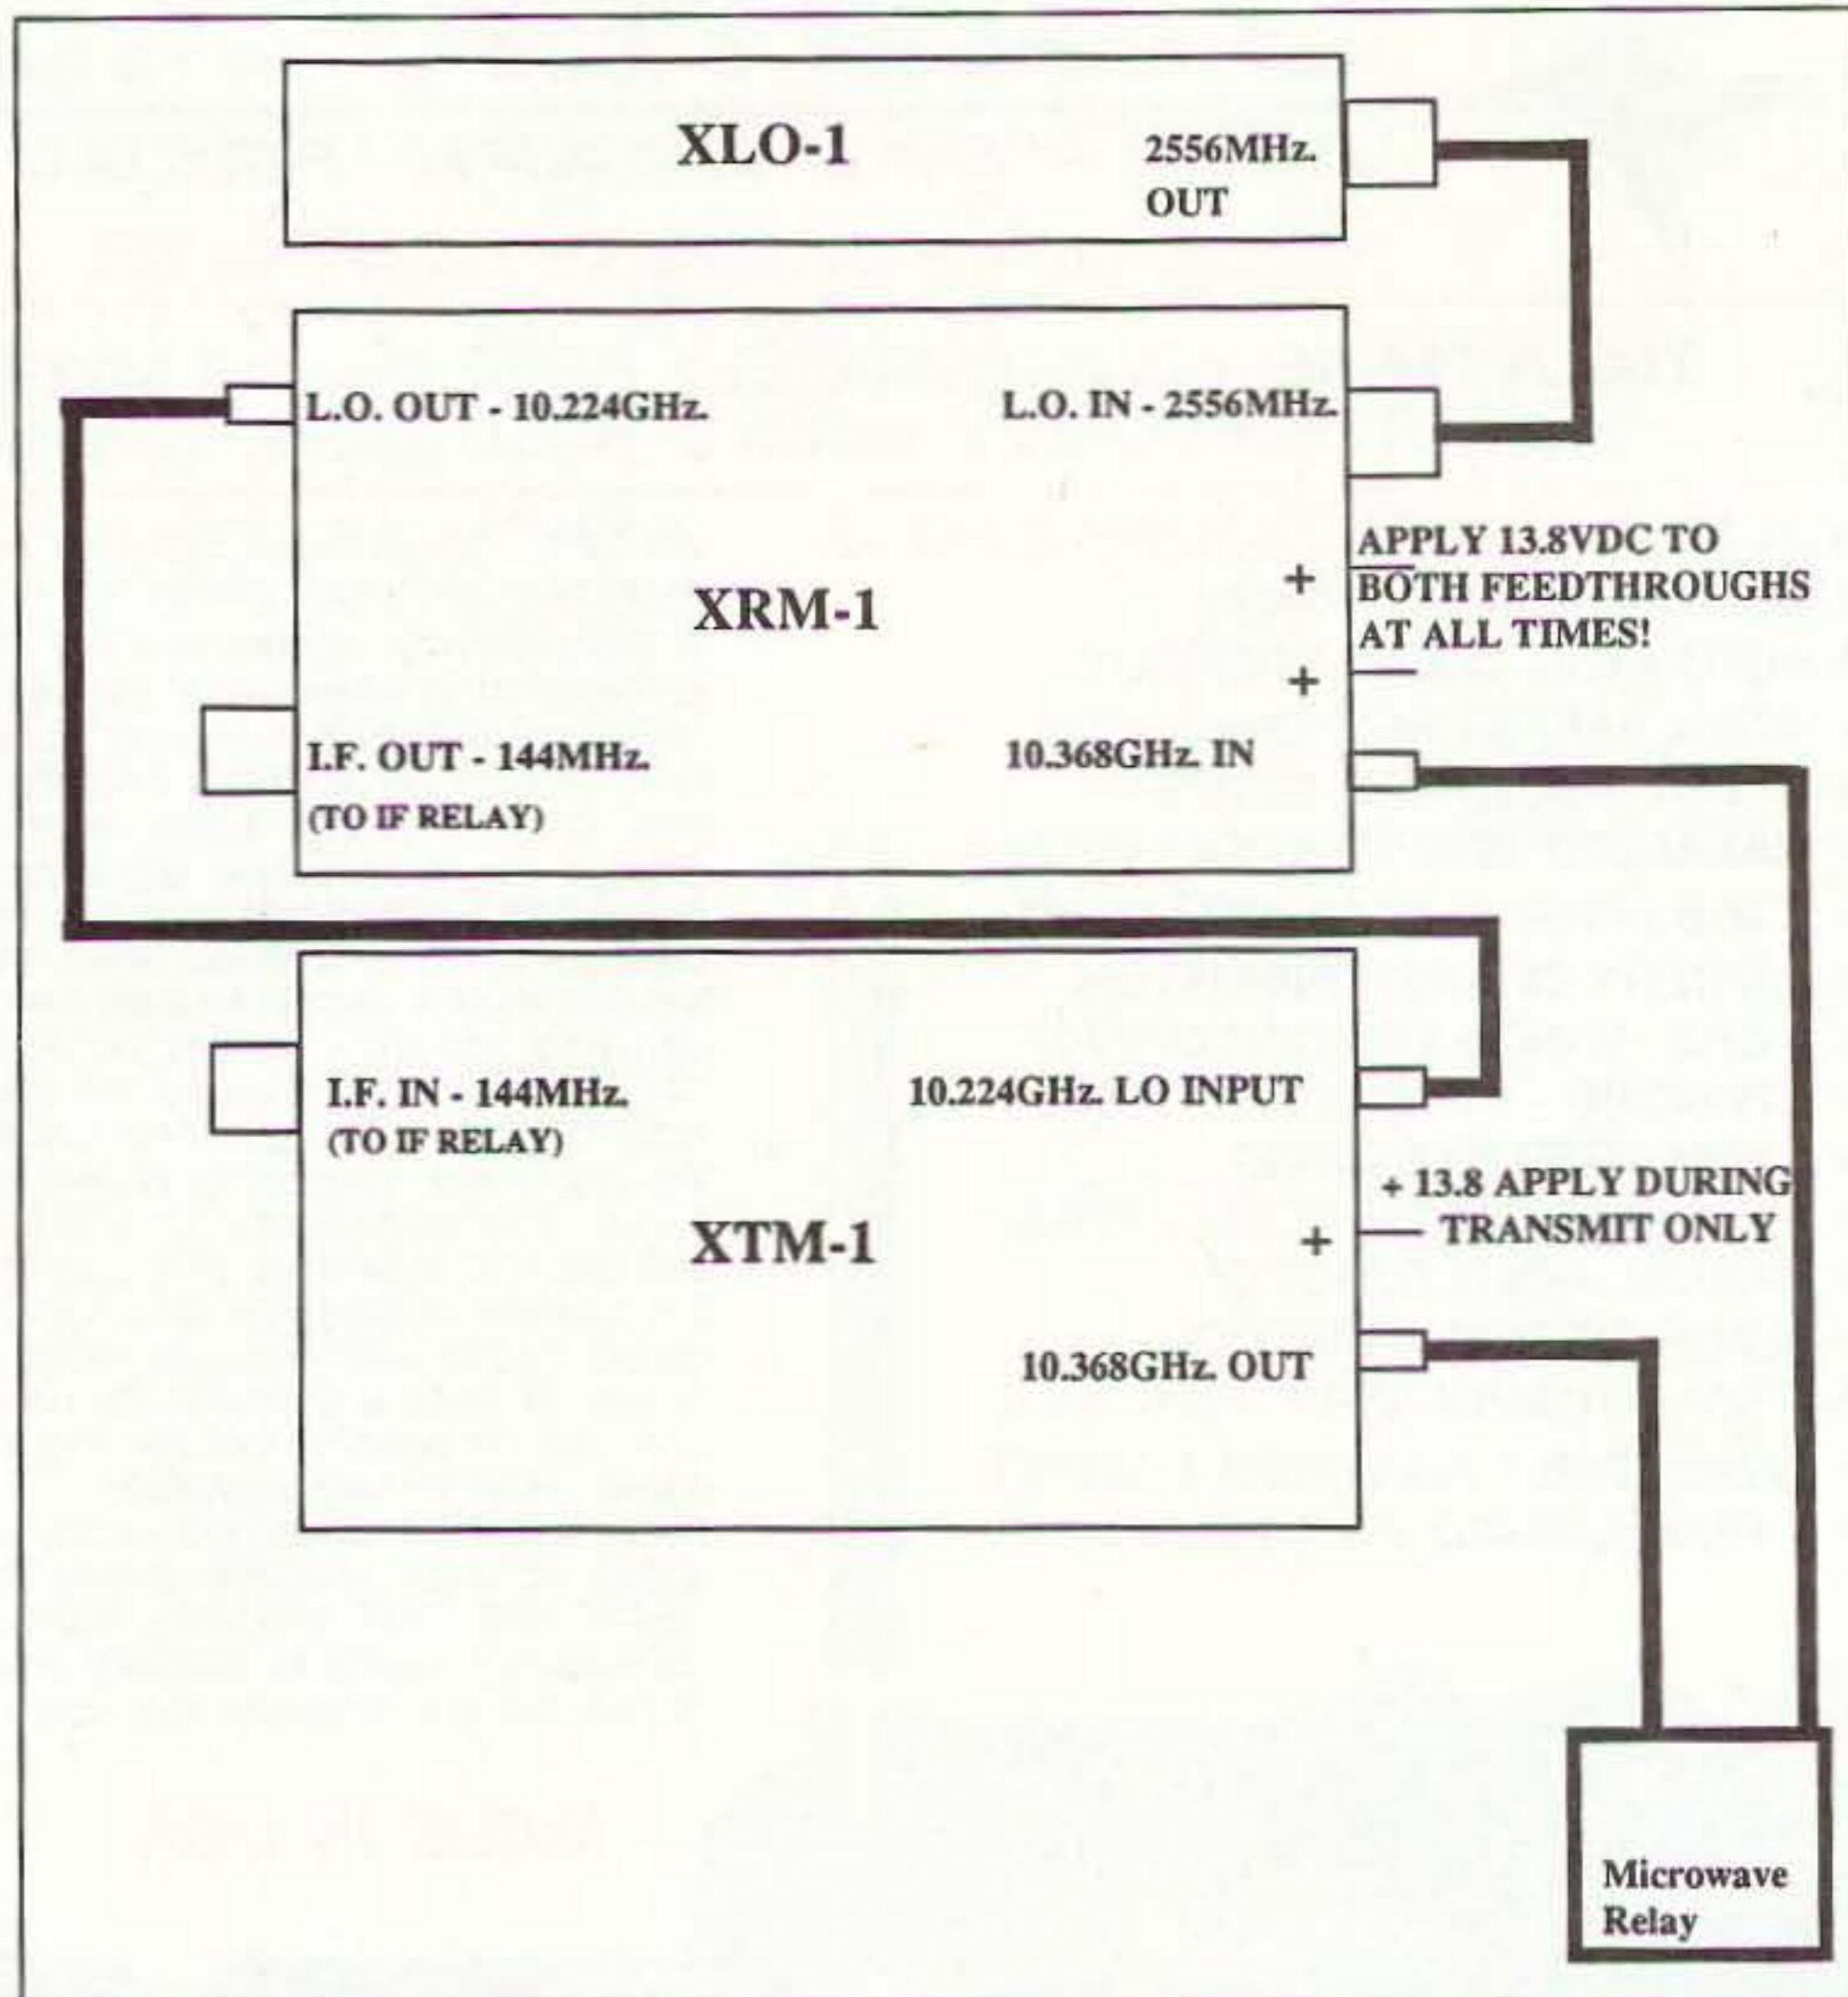 XLO-1
2556MHz.
OUT
L.O. OUT - 10.224GHz.
L.O. IN - 2556MHz.
APPLY 13.8VDC TO
BOTH FEEDTHROUGHS
AT ALL TIMES!
+
XRM-1
+
I.F. OUT - 144MHz.
(TO IF RELAY)
10.368GHz. IN
I.F. IN - 144MHz.
(TO IF RELAY)
10.224GHz. LO INPUT
+ 13.8 APPLY DURING
TRANSMIT ONLY
XTM-1
+
10.368GHz. OUT
Microwave
Relay